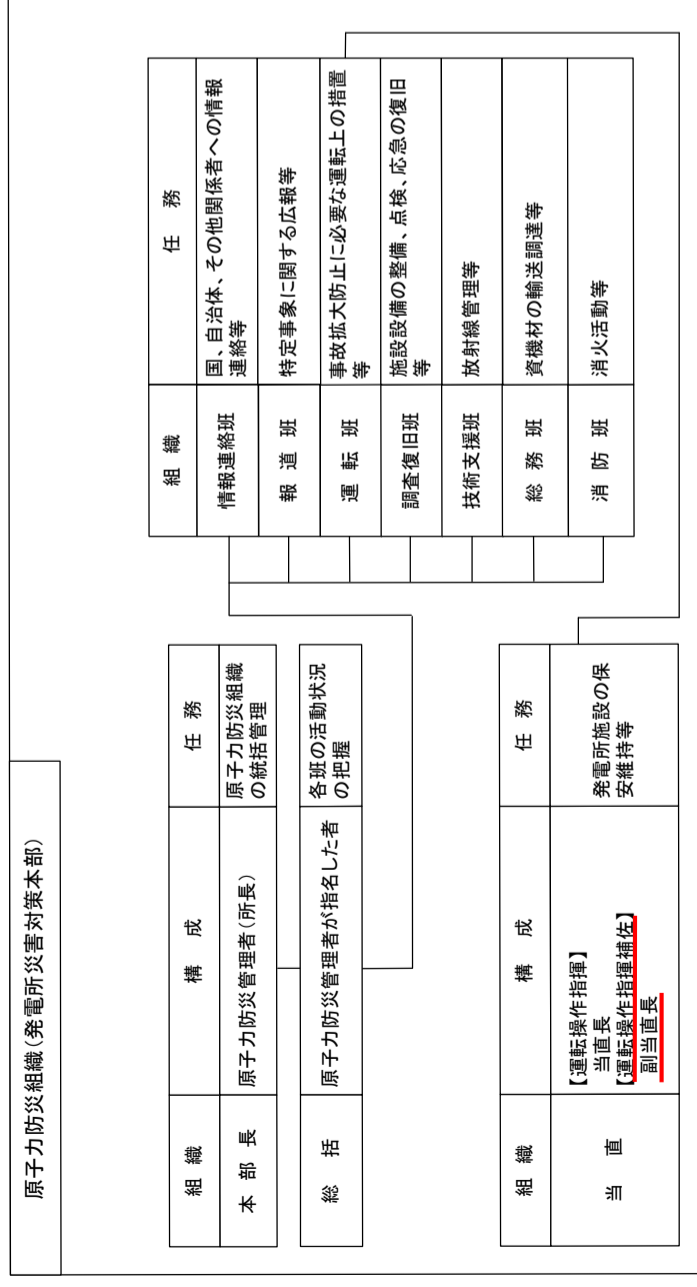 原子力防災組織(発電所災害対策本部)
組 織
構 成
任 務
本 部 長
原子力防災管理者(所長)
原子力防災組織
の統括管理
総 括
原子力防災管理者が指名した者
各班の活動状況
の把握
組 織
構 成
任 務
当 直
【運転操作指揮】
当直長
【運転操作指揮補佐】
副当直長
発電所施設の保
安維持等
組 織
任 務
情報連絡班
国、自治体、その他関係者への情報
連絡等
報 道 班
特定事象に関する広報等
運 転 班
事故拡大防止に必要な運転上の措置
等
調査復旧班
施設設備の整備、点検、応急の復旧
等
技術支援班
放射線管理等
総 務 班
資機材の輸送調達等
消 防 班
消火活動等